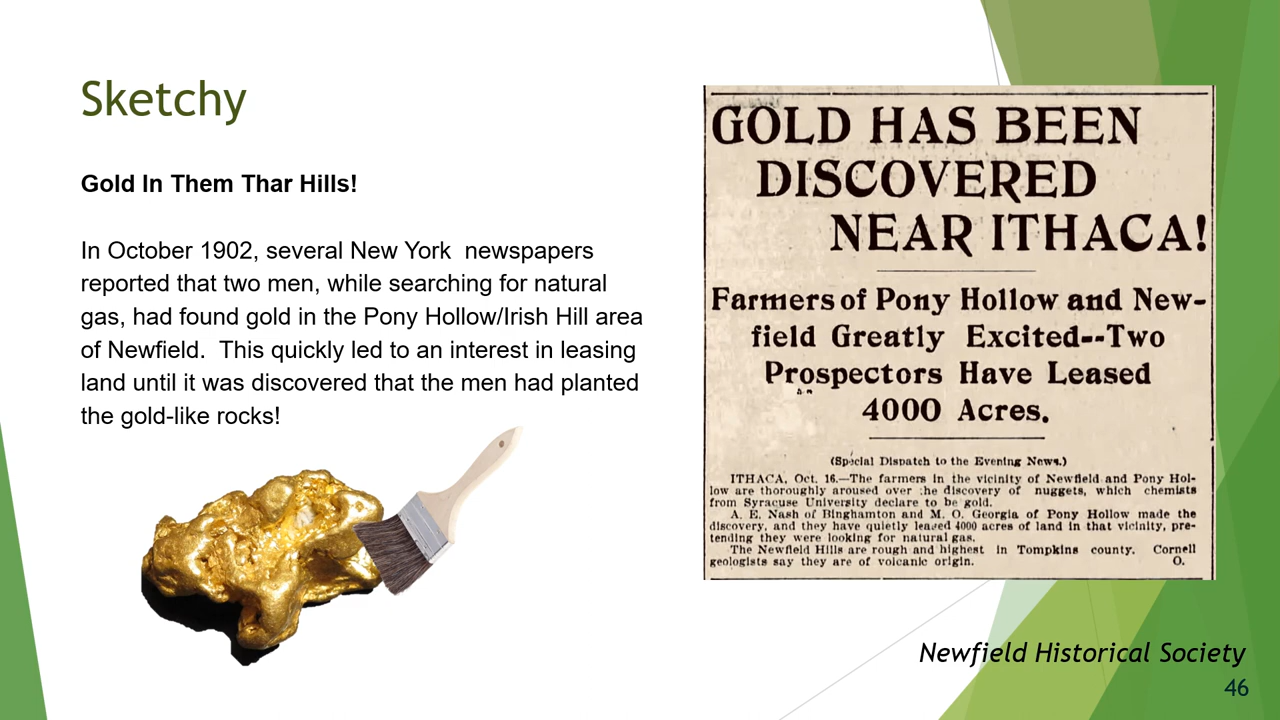 Sketchy
Gold In Them Thar Hills!
In October 1902, several New York  newspapers
reported that two men, while searching for natural
gas, had found gold in the Pony Hollow/Irish Hill area
of Newfield.  This quickly led to an interest in leasing
land until it was discovered that the men had planted
the gold-like rocks!
GOLD HAS BEEN
DISCOVERED
NEAR ITHACA!
Farmers of Pony Hollow and New-
field Greatly Excited--Two
Prospectors Have Leased
4000 Acres.
(Special Dispatch to the Evening News.)
ITHACA, Oct. 16.—The farmers in the vicinity of Newfield and Pony Hol-
low are thoroughly aroused over the discovery of nuggets, which chemists
from Syracuse University declare to be gold.
A. E. Nash of Binghamton and M. O. Georgia of Pony Hollow made the
discovery, and they have quietly leased 4000 acres of land in that vicinity, pre-
tending they were looking for natural gas.
The Newfield Hills are rough and highest in Tompkins county. Cornell
geologists say they are of volcanic origin. O.
Newfield Historical Society
46